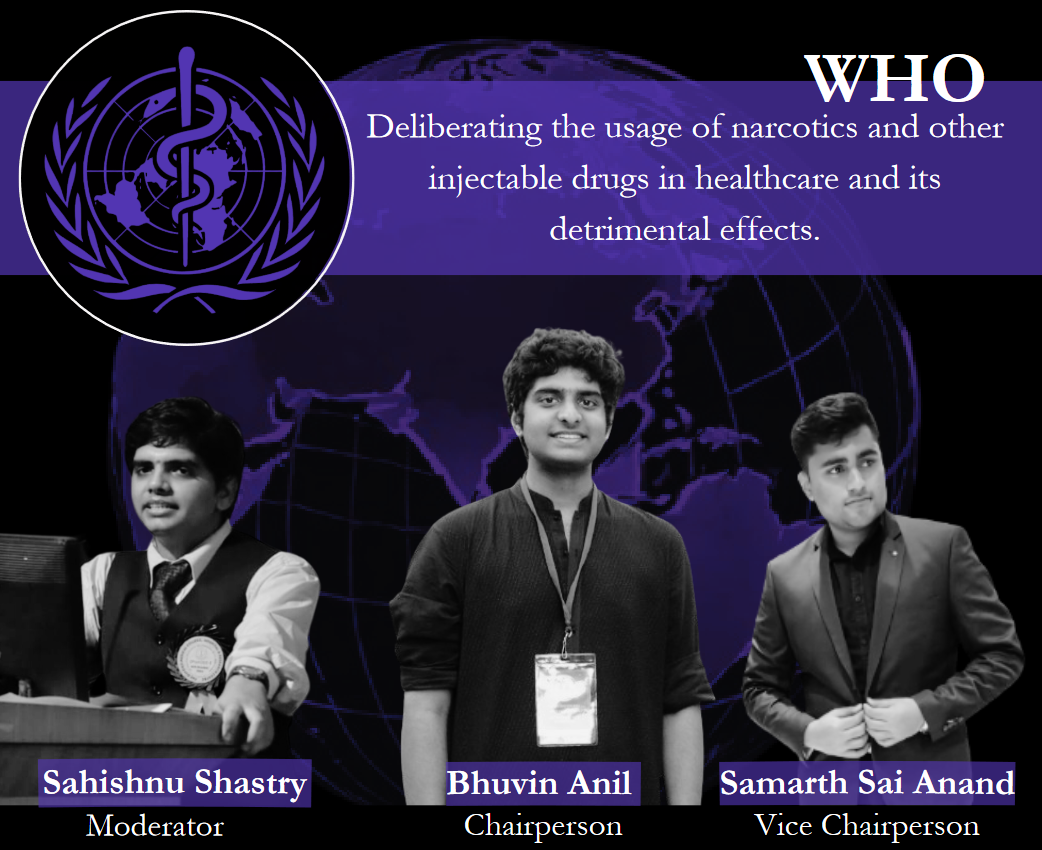 WHO
Deliberating the usage of narcotics and other
injectable drugs in healthcare and its
detrimental effects.
Sahishnu Shastry
Moderator
Bhuvin Anil
Chairperson
Samarth Sai Anand
Vice Chairperson